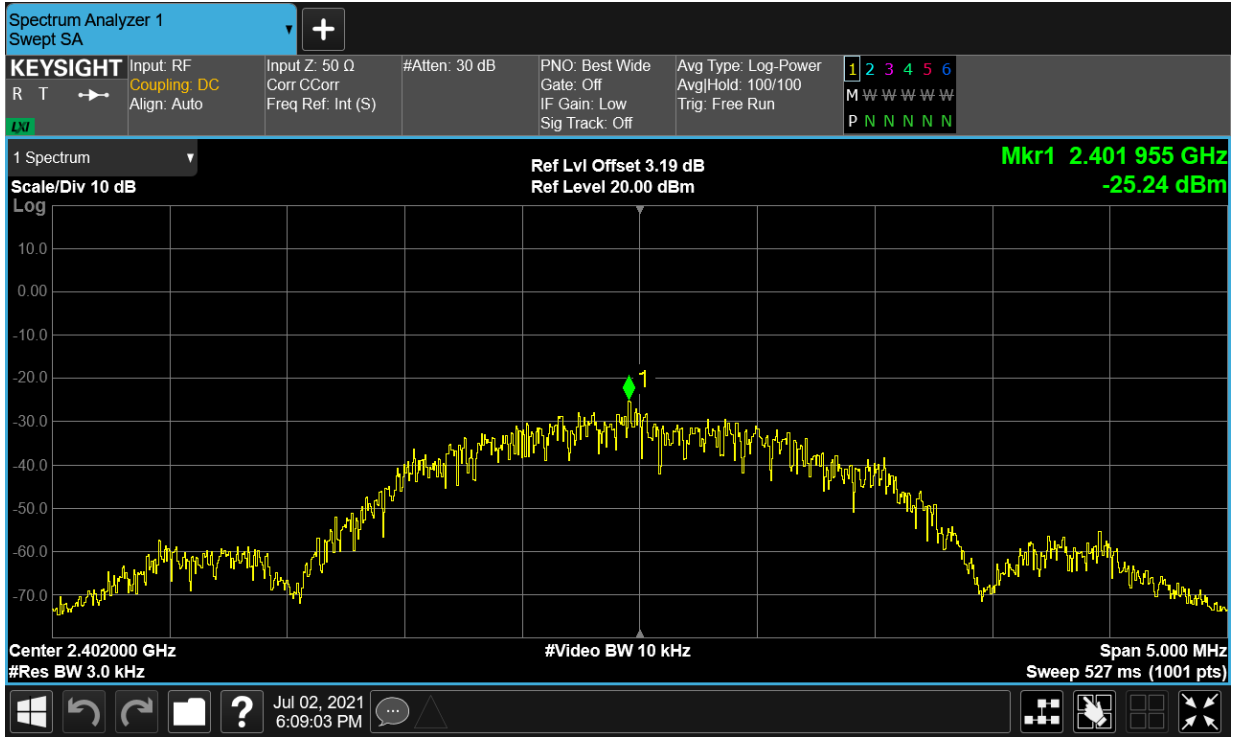 Spectrum Analyzer 1
Swept SA
KEYSIGHT
R T
LXI
Input: RF
Coupling: DC
Align: Auto
Input Z: 50 Ω
Corr CCorr
Freq Ref: Int (S)
#Atten: 30 dB
PNO: Best Wide
Gate: Off
IF Gain: Low
Sig Track: Off
Avg Type: Log-Power
Avg|Hold: 100/100
Trig: Free Run
1 2 3 4 5 6
M W W W W W
P N N N N N
1 Spectrum
Scale/Div 10 dB
Ref Lvl Offset 3.19 dB
Ref Level 20.00 dBm
Mkr1 2.401 955 GHz
-25.24 dBm
Log
10.0
0.00
-10.0
-20.0
-30.0
-40.0
-50.0
-60.0
-70.0
1
Center 2.402000 GHz
#Video BW 10 kHz
Span 5.000 MHz
#Res BW 3.0 kHz
Sweep 527 ms (1001 pts)
?
Jul 02, 2021
6:09:03 PM